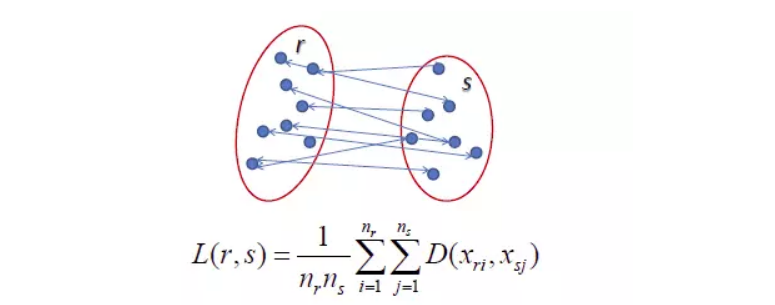 r
s
L(r,s) = \frac{1}{n_r n_s} \sum_{i=1}^{n_r} \sum_{j=1}^{n_s} D(x_{ri}, x_{sj})